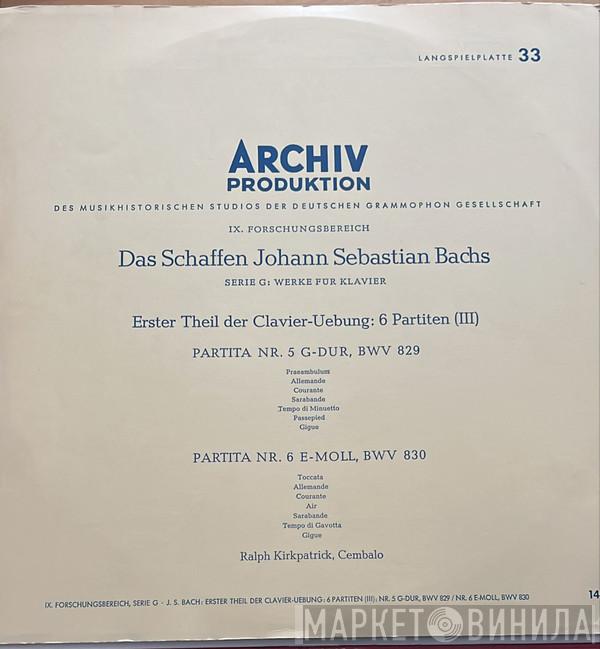 LANGSPIELPLATTE 33
ARCHIV
PRODUKTION
DES MUSIKHISTORISCHEN STUDIOS DER DEUTSCHEN GRAMMOPHON GESELLSCHAFT
IX. FORSCHUNGSBEREICH
Das Schaffen Johann Sebastian Bachs
SERIE G: WERKE FÜR KLAVIER
Erster Theil der Clavier-Uebung: 6 Partiten (III)
PARTITA NR. 5 G-DUR, BWV 829
Praeambulum
Allemande
Courante
Sarabande
Tempo di Minuetto
Passepied
Gigue
PARTITA NR. 6 E-MOLL, BWV 830
Toccata
Allemande
Courante
Air
Sarabande
Tempo di Gavotta
Gigue
Ralph Kirkpatrick, Cembalo
IX. FORSCHUNGSBEREICH, SERIE G - J. S. BACH: ERSTER THEIL DER CLAVIER-UEBUNG: 6 PARTITEN (III): NR. 5 G-DUR, BWV 829 / NR. 6 E-MOLL, BWV 830
МАРКЕТ ВИНИЛА